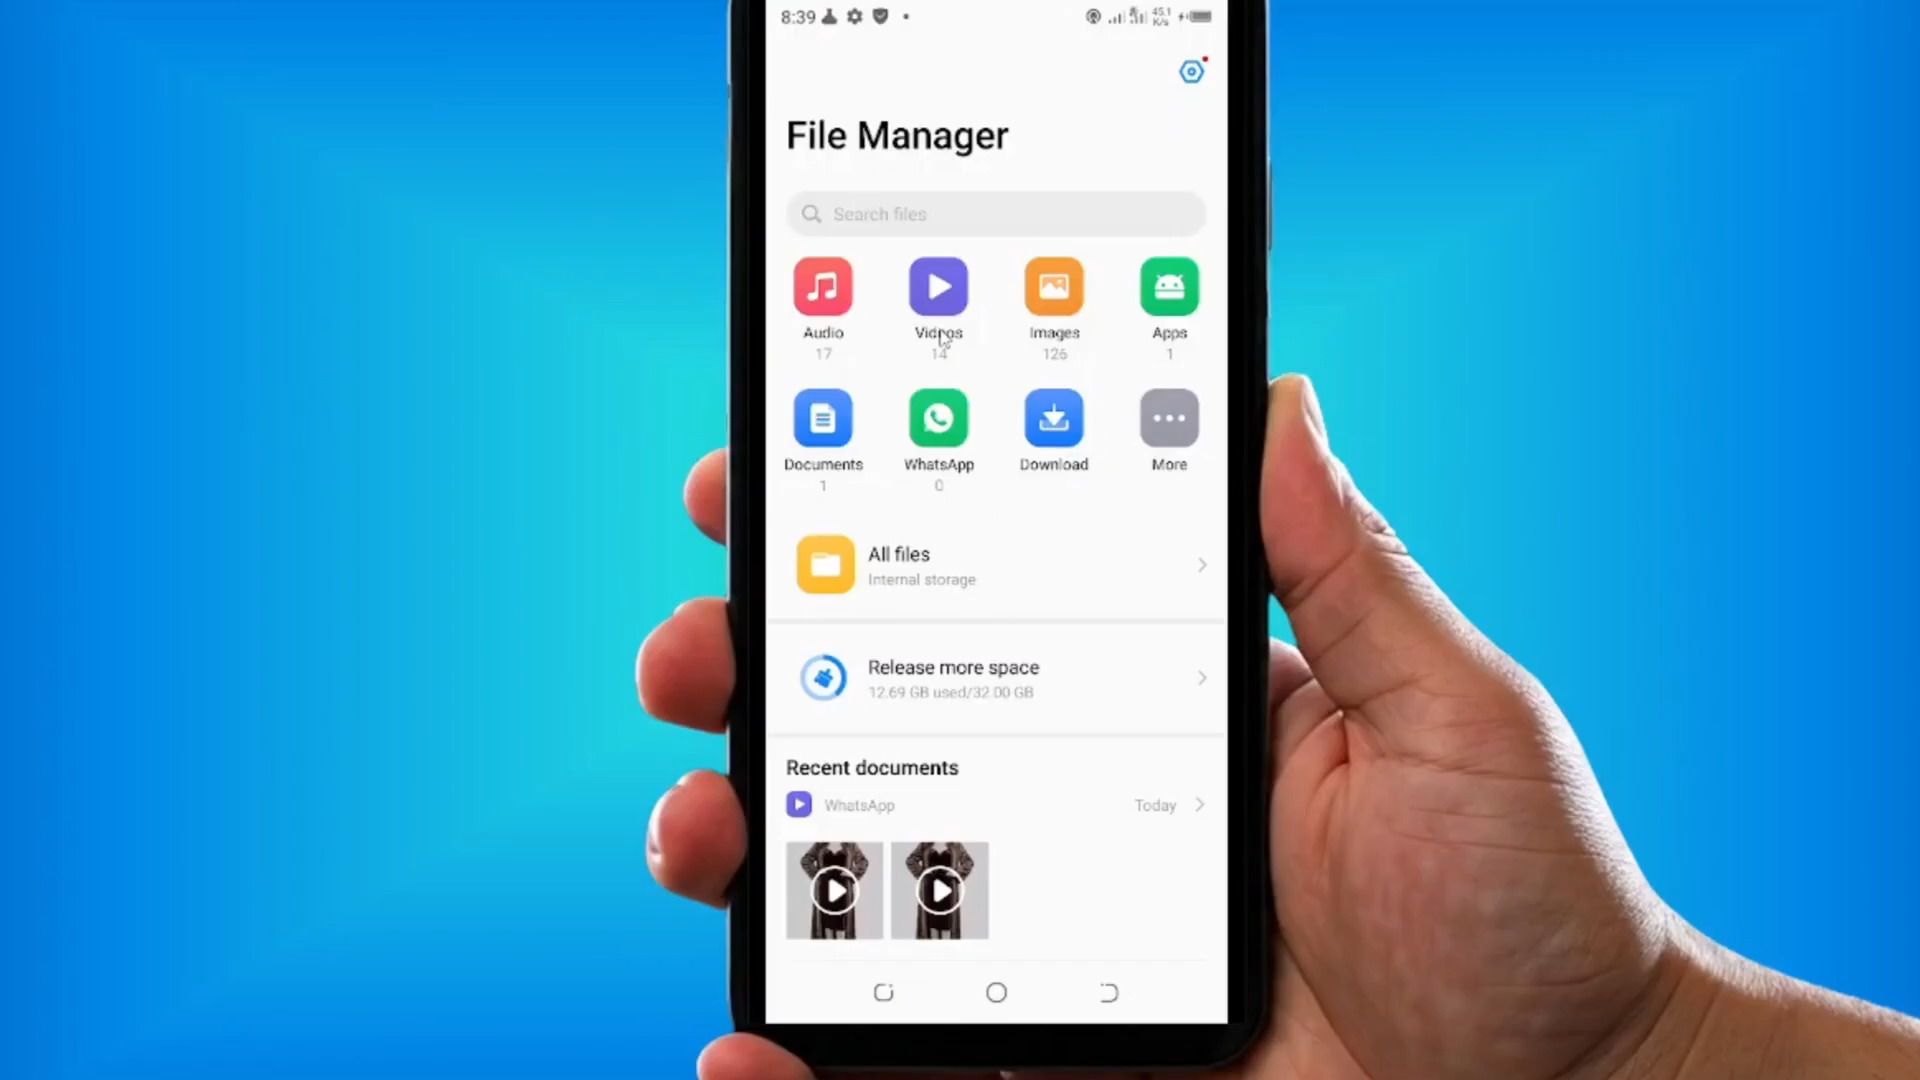 8:39 45.1 K/s
File Manager
Search files
Audio Videos Images Apps
17 14 126 1
Documents WhatsApp Download More
1 0
All files
Internal storage
Release more space
12.69 GB used/32.00 GB
Recent documents
WhatsApp Today